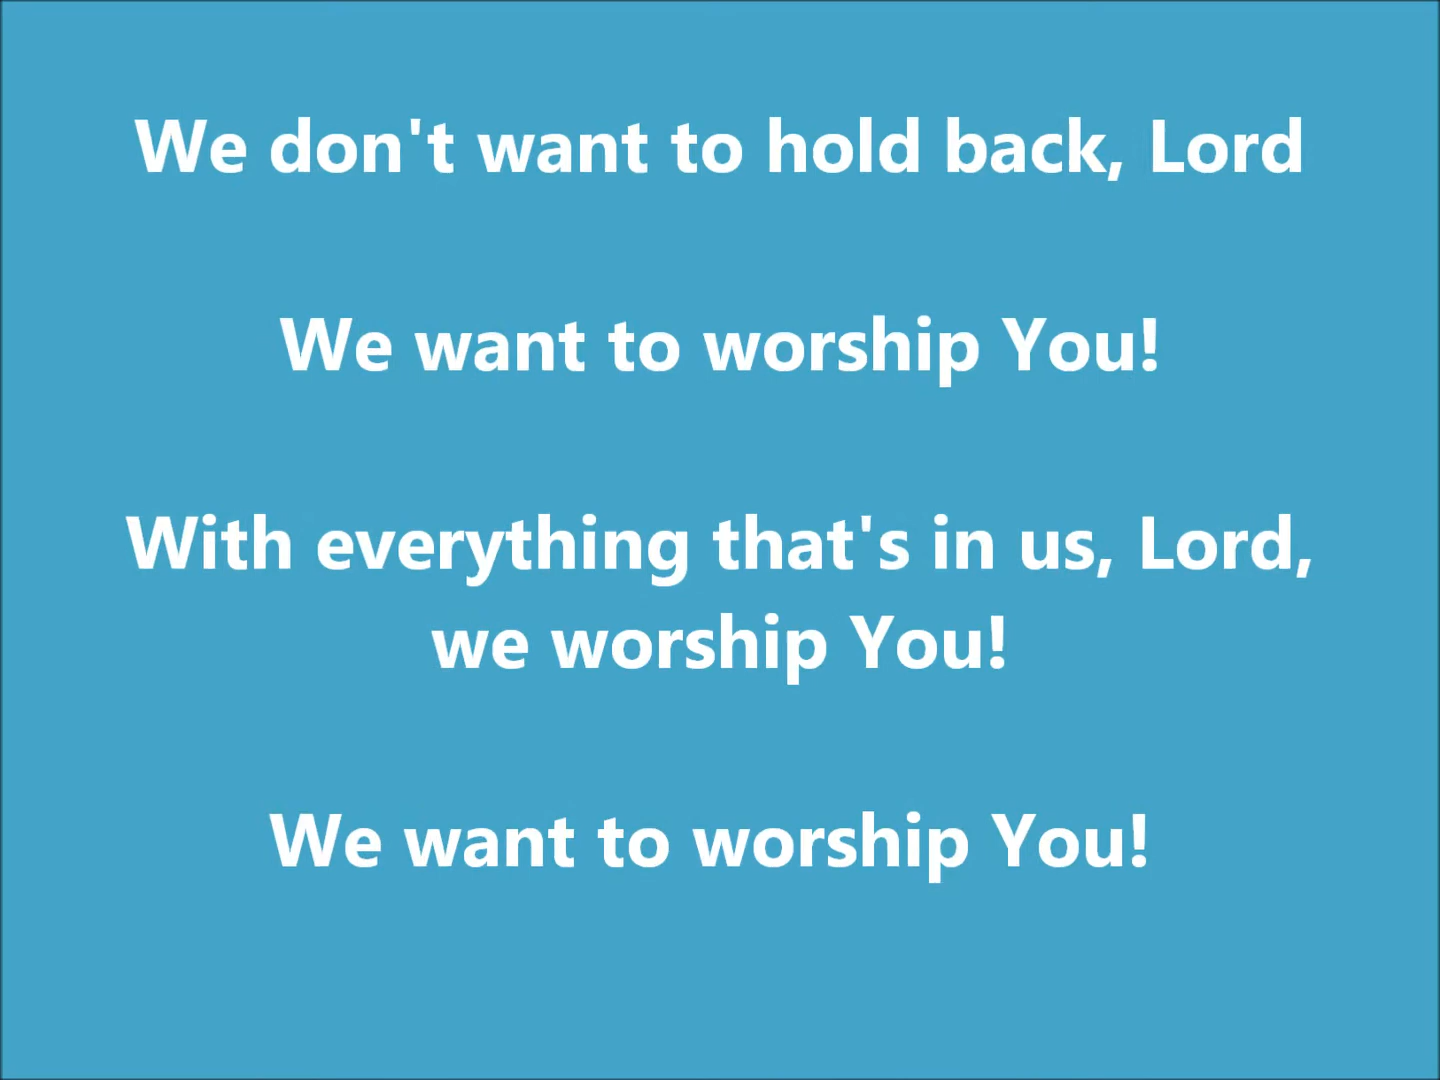 We don't want to hold back, Lord
We want to worship You!
With everything that's in us, Lord,
we worship You!
We want to worship You!